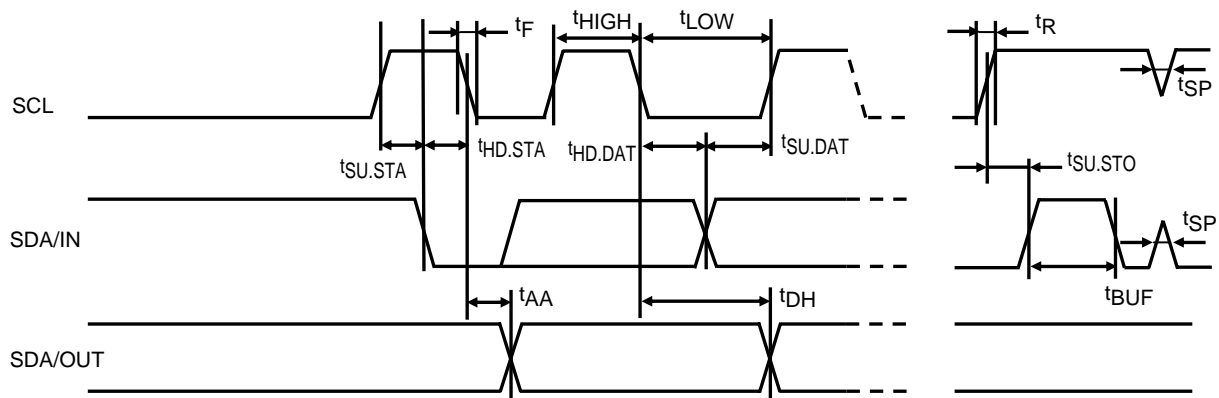 tF
tHIGH
tLOW
tR
SCL
tSP
tSU.STA
tHD.STA
tHD.DAT
tSU.DAT
tSU.STO
SDA/IN
tSP
tAA
tDH
tBUF
SDA/OUT